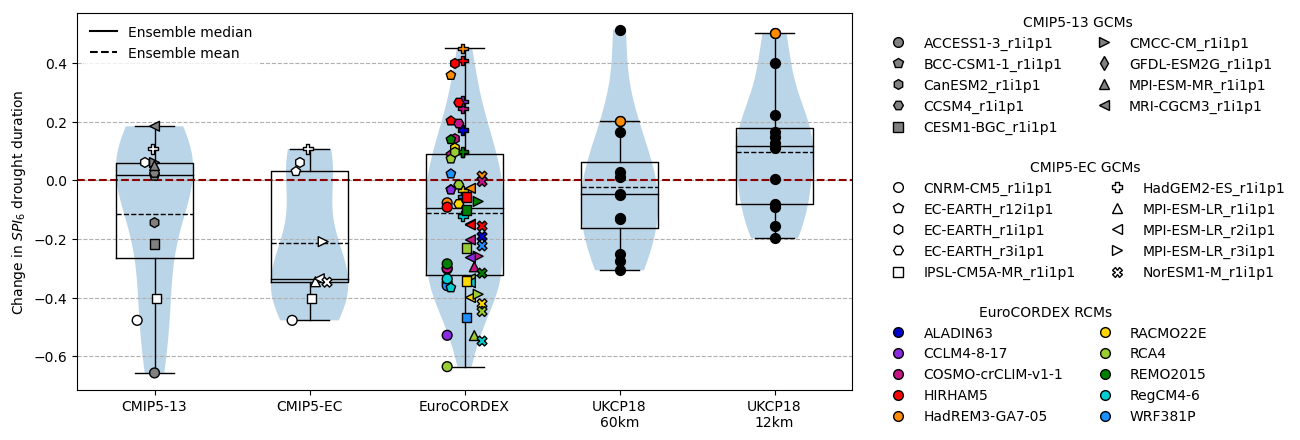 Ensemble median
Ensemble mean
Change in SPI6 drought duration
0.4
0.2
0.0
−0.2
−0.4
−0.6
CMIP5-13
CMIP5-EC
EuroCORDEX
UKCP18
60km
UKCP18
12km
CMIP5-13 GCMs
ACCESS1-3_r1i1p1
BCC-CSM1-1_r1i1p1
CanESM2_r1i1p1
CCSM4_r1i1p1
CESM1-BGC_r1i1p1
CMCC-CM_r1i1p1
GFDL-ESM2G_r1i1p1
MPI-ESM-MR_r1i1p1
MRI-CGCM3_r1i1p1
CMIP5-EC GCMs
CNRM-CM5_r1i1p1
EC-EARTH_r12i1p1
EC-EARTH_r1i1p1
EC-EARTH_r3i1p1
IPSL-CM5A-MR_r1i1p1
HadGEM2-ES_r1i1p1
MPI-ESM-LR_r1i1p1
MPI-ESM-LR_r2i1p1
MPI-ESM-LR_r3i1p1
NorESM1-M_r1i1p1
EuroCORDEX RCMs
ALADIN63
CCLM4-8-17
COSMO-crCLIM-v1-1
HIRHAM5
HadREM3-GA7-05
RACMO22E
RCA4
REMO2015
RegCM4-6
WRF381P